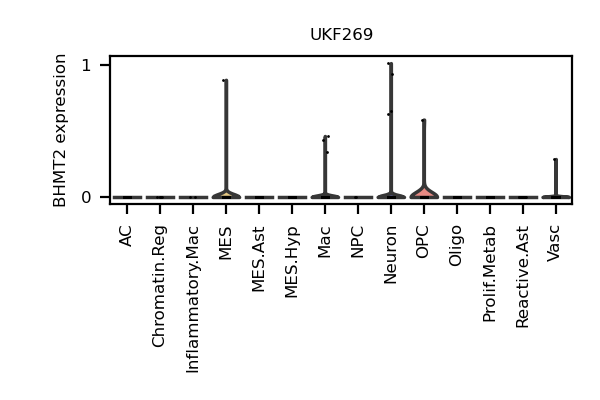 UKF269
BHMT2 expression
1
0
AC
Chromatin.Reg
Inflammatory.Mac
MES
MES.Ast
MES.Hyp
Mac
NPC
Neuron
OPC
Oligo
Prolif.Metab
Reactive.Ast
Vasc